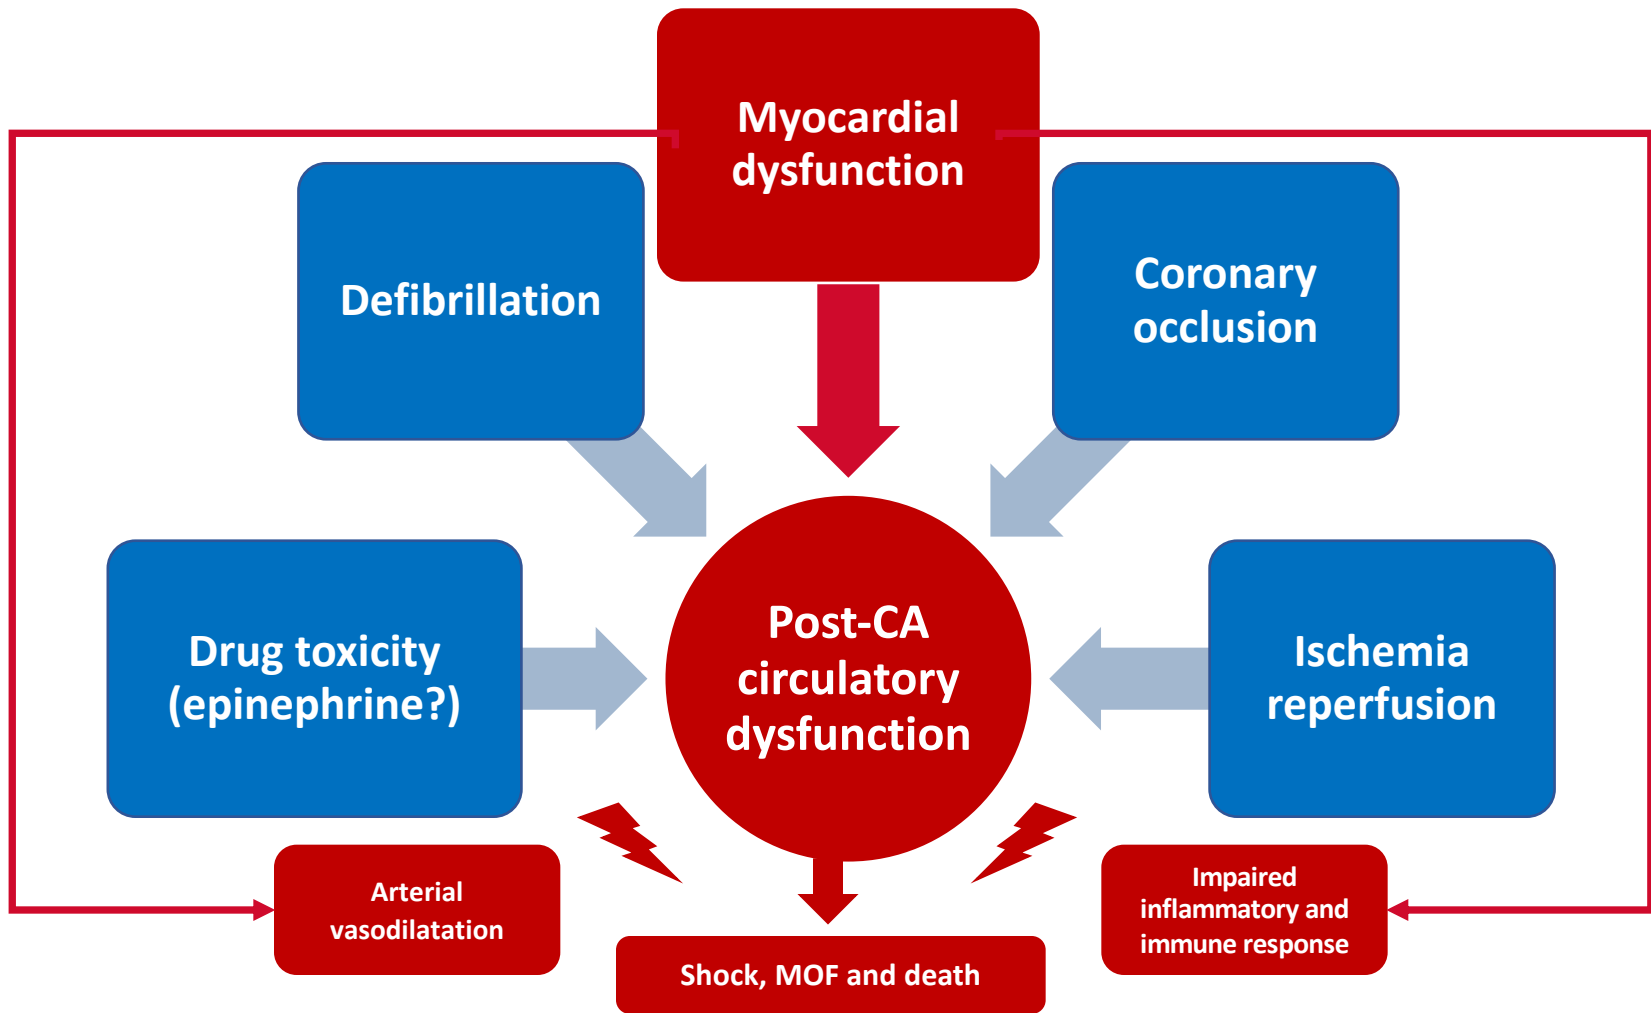 Myocardial
dysfunction
Defibrillation
Coronary
occlusion
Drug toxicity
(epinephrine?)
Post-CA
circulatory
dysfunction
Ischemia
reperfusion
Arterial
vasodilatation
Impaired
inflammatory and
immune response
Shock, MOF and death